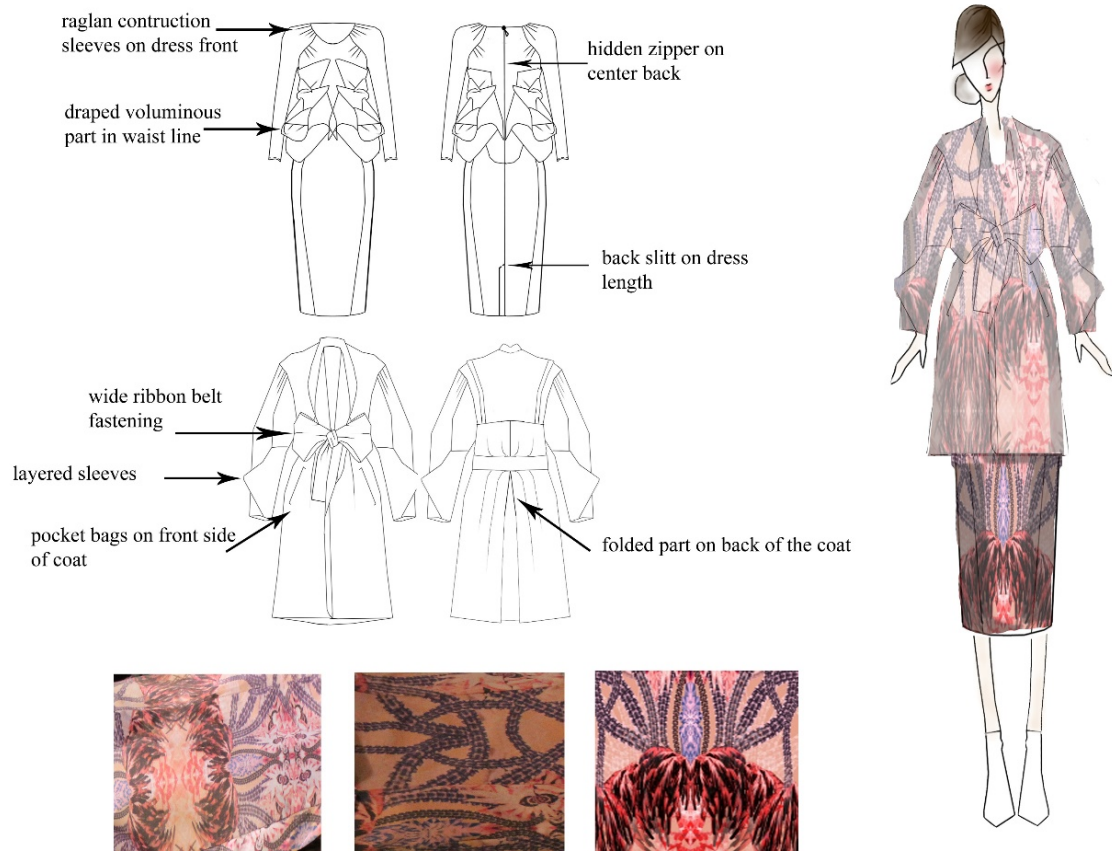 raglan contruction
sleeves on dress front
hidden zipper on
center back
draped voluminous
part in waist line
back slitt on dress
length
wide ribbon belt
fastening
layered sleeves
pocket bags on front side
of coat
folded part on back of the coat